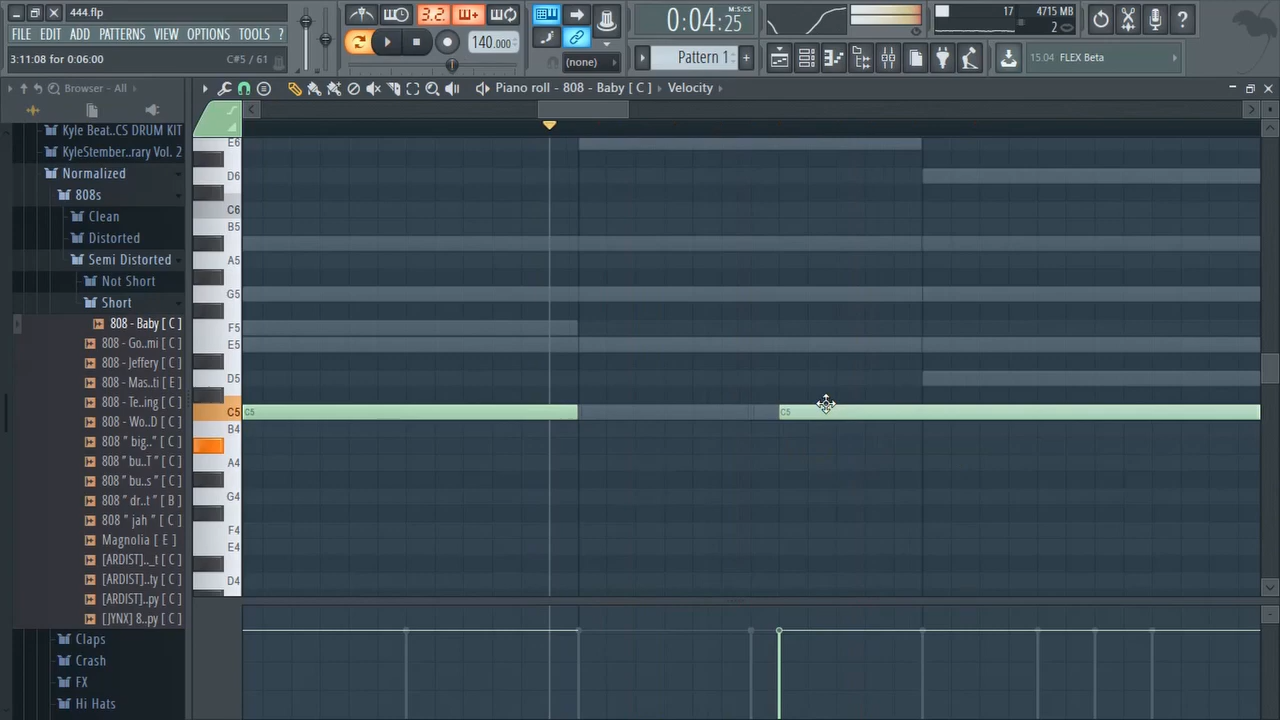 444.flp
FILE EDIT ADD PATTERNS VIEW OPTIONS TOOLS ?
3:11:08 for 0:06:00 C#5 / 61
3.2.
140.000
(none)
0:04:25
M:S:CS
Pattern 1
17 4715 MB
2
15.04 FLEX Beta
Browser - All
Piano roll - 808 - Baby [ C ] Velocity
Kyle Beat..CS DRUM KIT
KyleStember..rary Vol. 2
Normalized
808s
Clean
Distorted
Semi Distorted
Not Short
Short
808 - Baby [ C ]
808 - Go..mi [ C ]
808 - Jeffery [ C ]
808 - Mas..ti [ E ]
808 - Te..ing [ C ]
808 - Wo..D [ C ]
808 " big.." [ C ]
808 " bu..T " [ C ]
808 " bu..s " [ C ]
808 " dr..t " [ B ]
808 " jah " [ C ]
Magnolia [ E ]
[ARDIST].._t [ C ]
[ARDIST]..ty [ C ]
[ARDIST]..py [ C ]
[JYNX] 8..py [ C ]
Claps
Crash
FX
Hi Hats
E6
D6
C6
B5
A5
G5
F5
E5
D5
C5
B4
A4
G4
F4
E4
D4
C5
C5